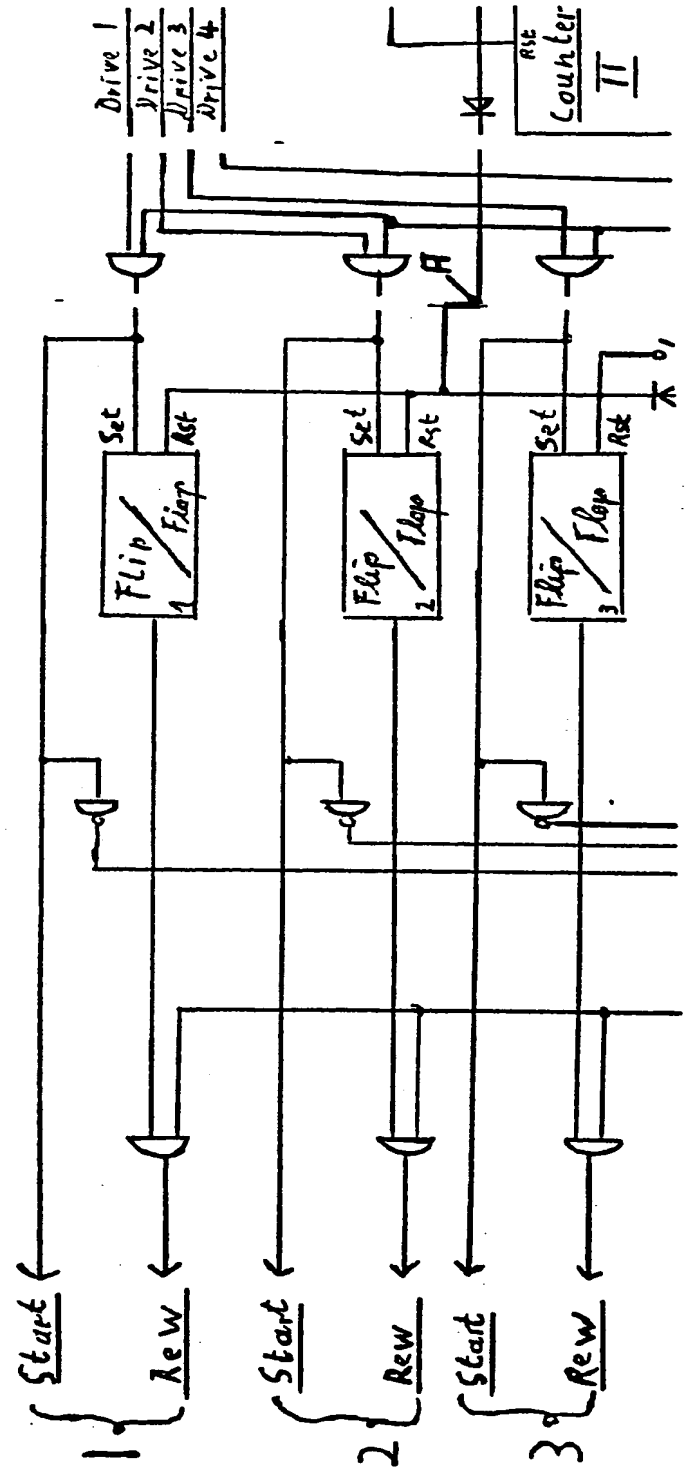 Drive 1
Drive 2
Drive 3
Drive 4
Rst
Counter
II
A
Set
Rst
Flip
Flop
1
Set
Rst
Flip
Flop
2
Set
Rst
Flip
Flop
3
1
Start
Rew
2
Start
Rew
3
Start
Rew